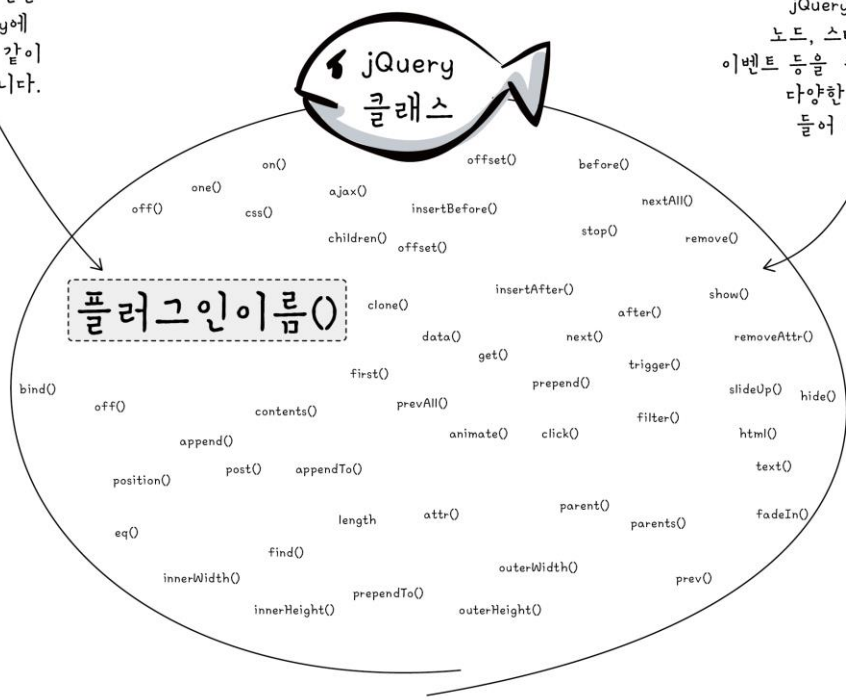 y에
같이
니다.
jQuery
노드, 스
이벤트 등을
다양한
들어
jQuery
클래스
on()
offset()
before()
one()
ajax()
nextAll()
off()
css()
insertBefore()
stop()
children()
offset()
remove()
플러그인이름()
clone()
insertAfter()
show()
after()
data()
next()
removeAttr()
get()
trigger()
first()
prepend()
bind()
slideUp()
hide()
off()
contents()
prevAll()
filter()
append()
animate()
click()
html()
position()
post()
appendTo()
text()
length
attr()
parent()
parents()
fadeIn()
eq()
find()
innerWidth()
outerWidth()
prev()
prependTo()
innerHeight()
outerHeight()